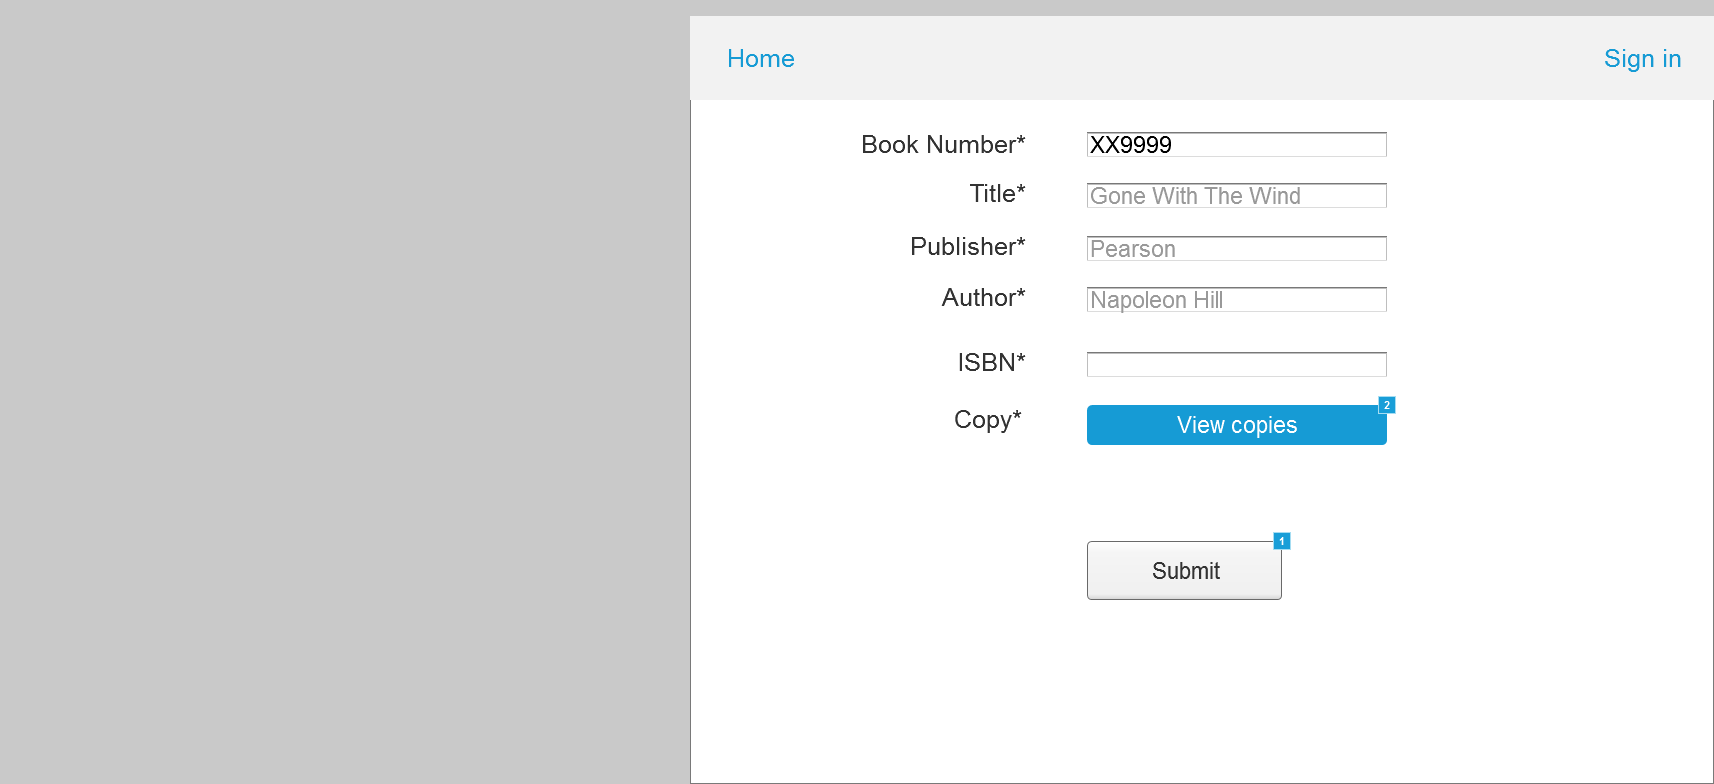 Home Sign in
Book Number* XX9999
Title* Gone With The Wind
Publisher* Pearson
Author* Napoleon Hill
ISBN*
2
Copy* View copies
1
Submit